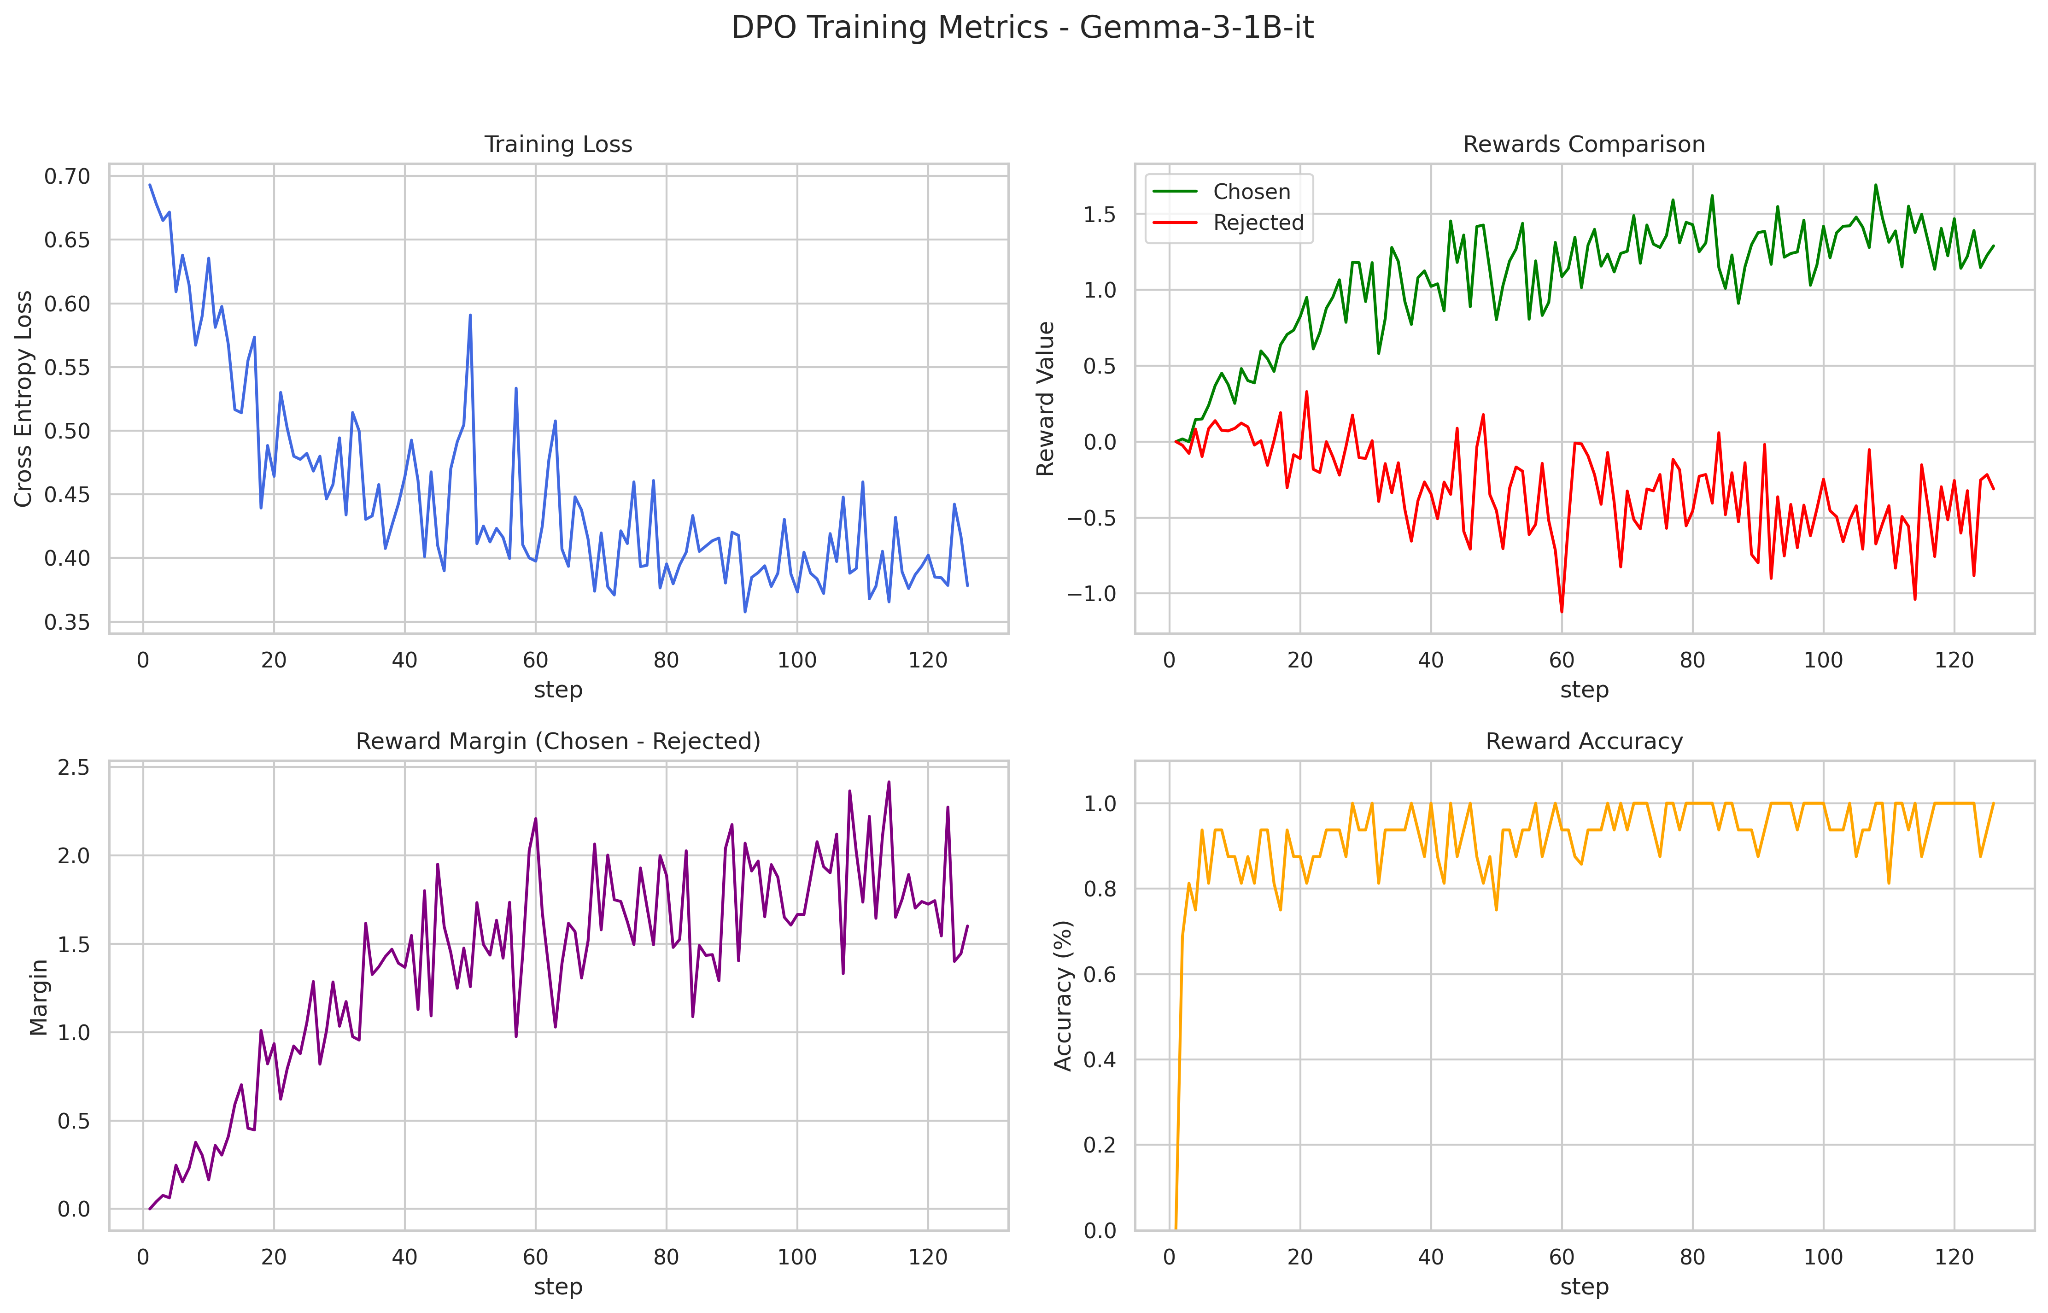 DPO Training Metrics - Gemma-3-1B-it
Training Loss
Cross Entropy Loss
0.70
0.65
0.60
0.55
0.50
0.45
0.40
0.35
0 20 40 60 80 100 120
step
Rewards Comparison
Chosen
Rejected
Reward Value
1.5
1.0
0.5
0.0
−0.5
−1.0
0 20 40 60 80 100 120
step
Reward Margin (Chosen - Rejected)
Margin
2.5
2.0
1.5
1.0
0.5
0.0
0 20 40 60 80 100 120
step
Reward Accuracy
Accuracy (%)
1.0
0.8
0.6
0.4
0.2
0.0
0 20 40 60 80 100 120
step